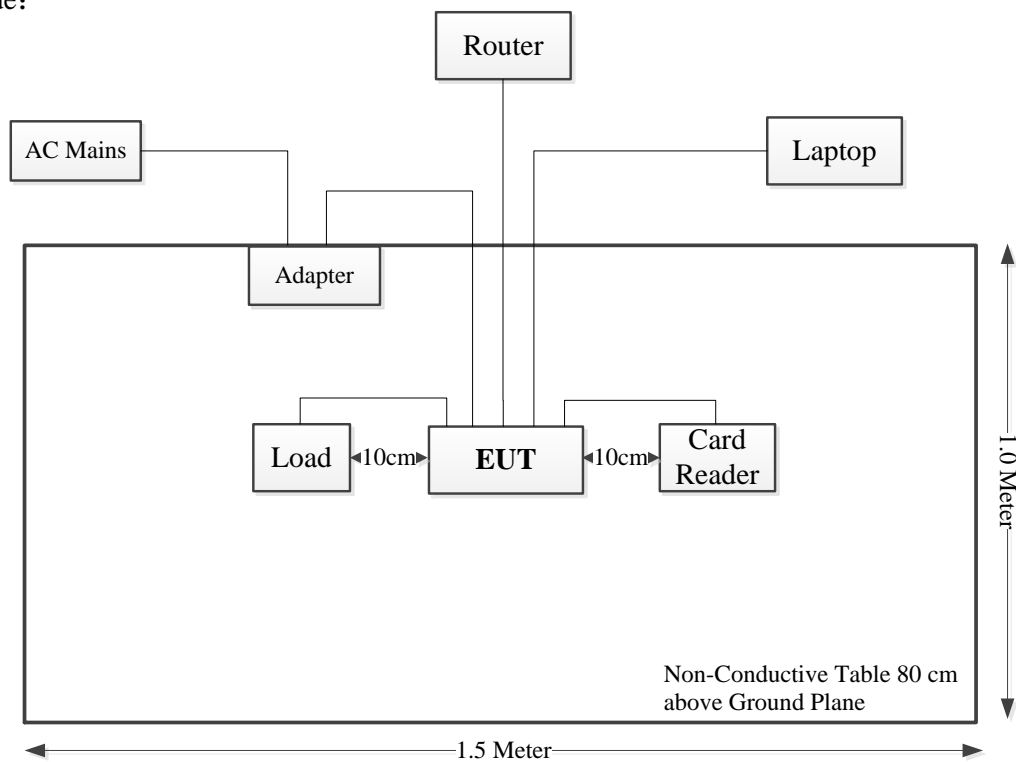 Router
AC Mains
Laptop
Adapter
Load
10cm
EUT
10cm
Card
Reader
1.0 Meter
Non-Conductive Table 80 cm
above Ground Plane
1.5 Meter